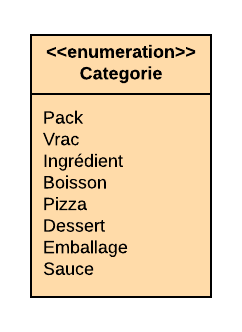 <<enumeration>>
Categorie
Pack
Vrac
Ingrédient
Boisson
Pizza
Dessert
Emballage
Sauce